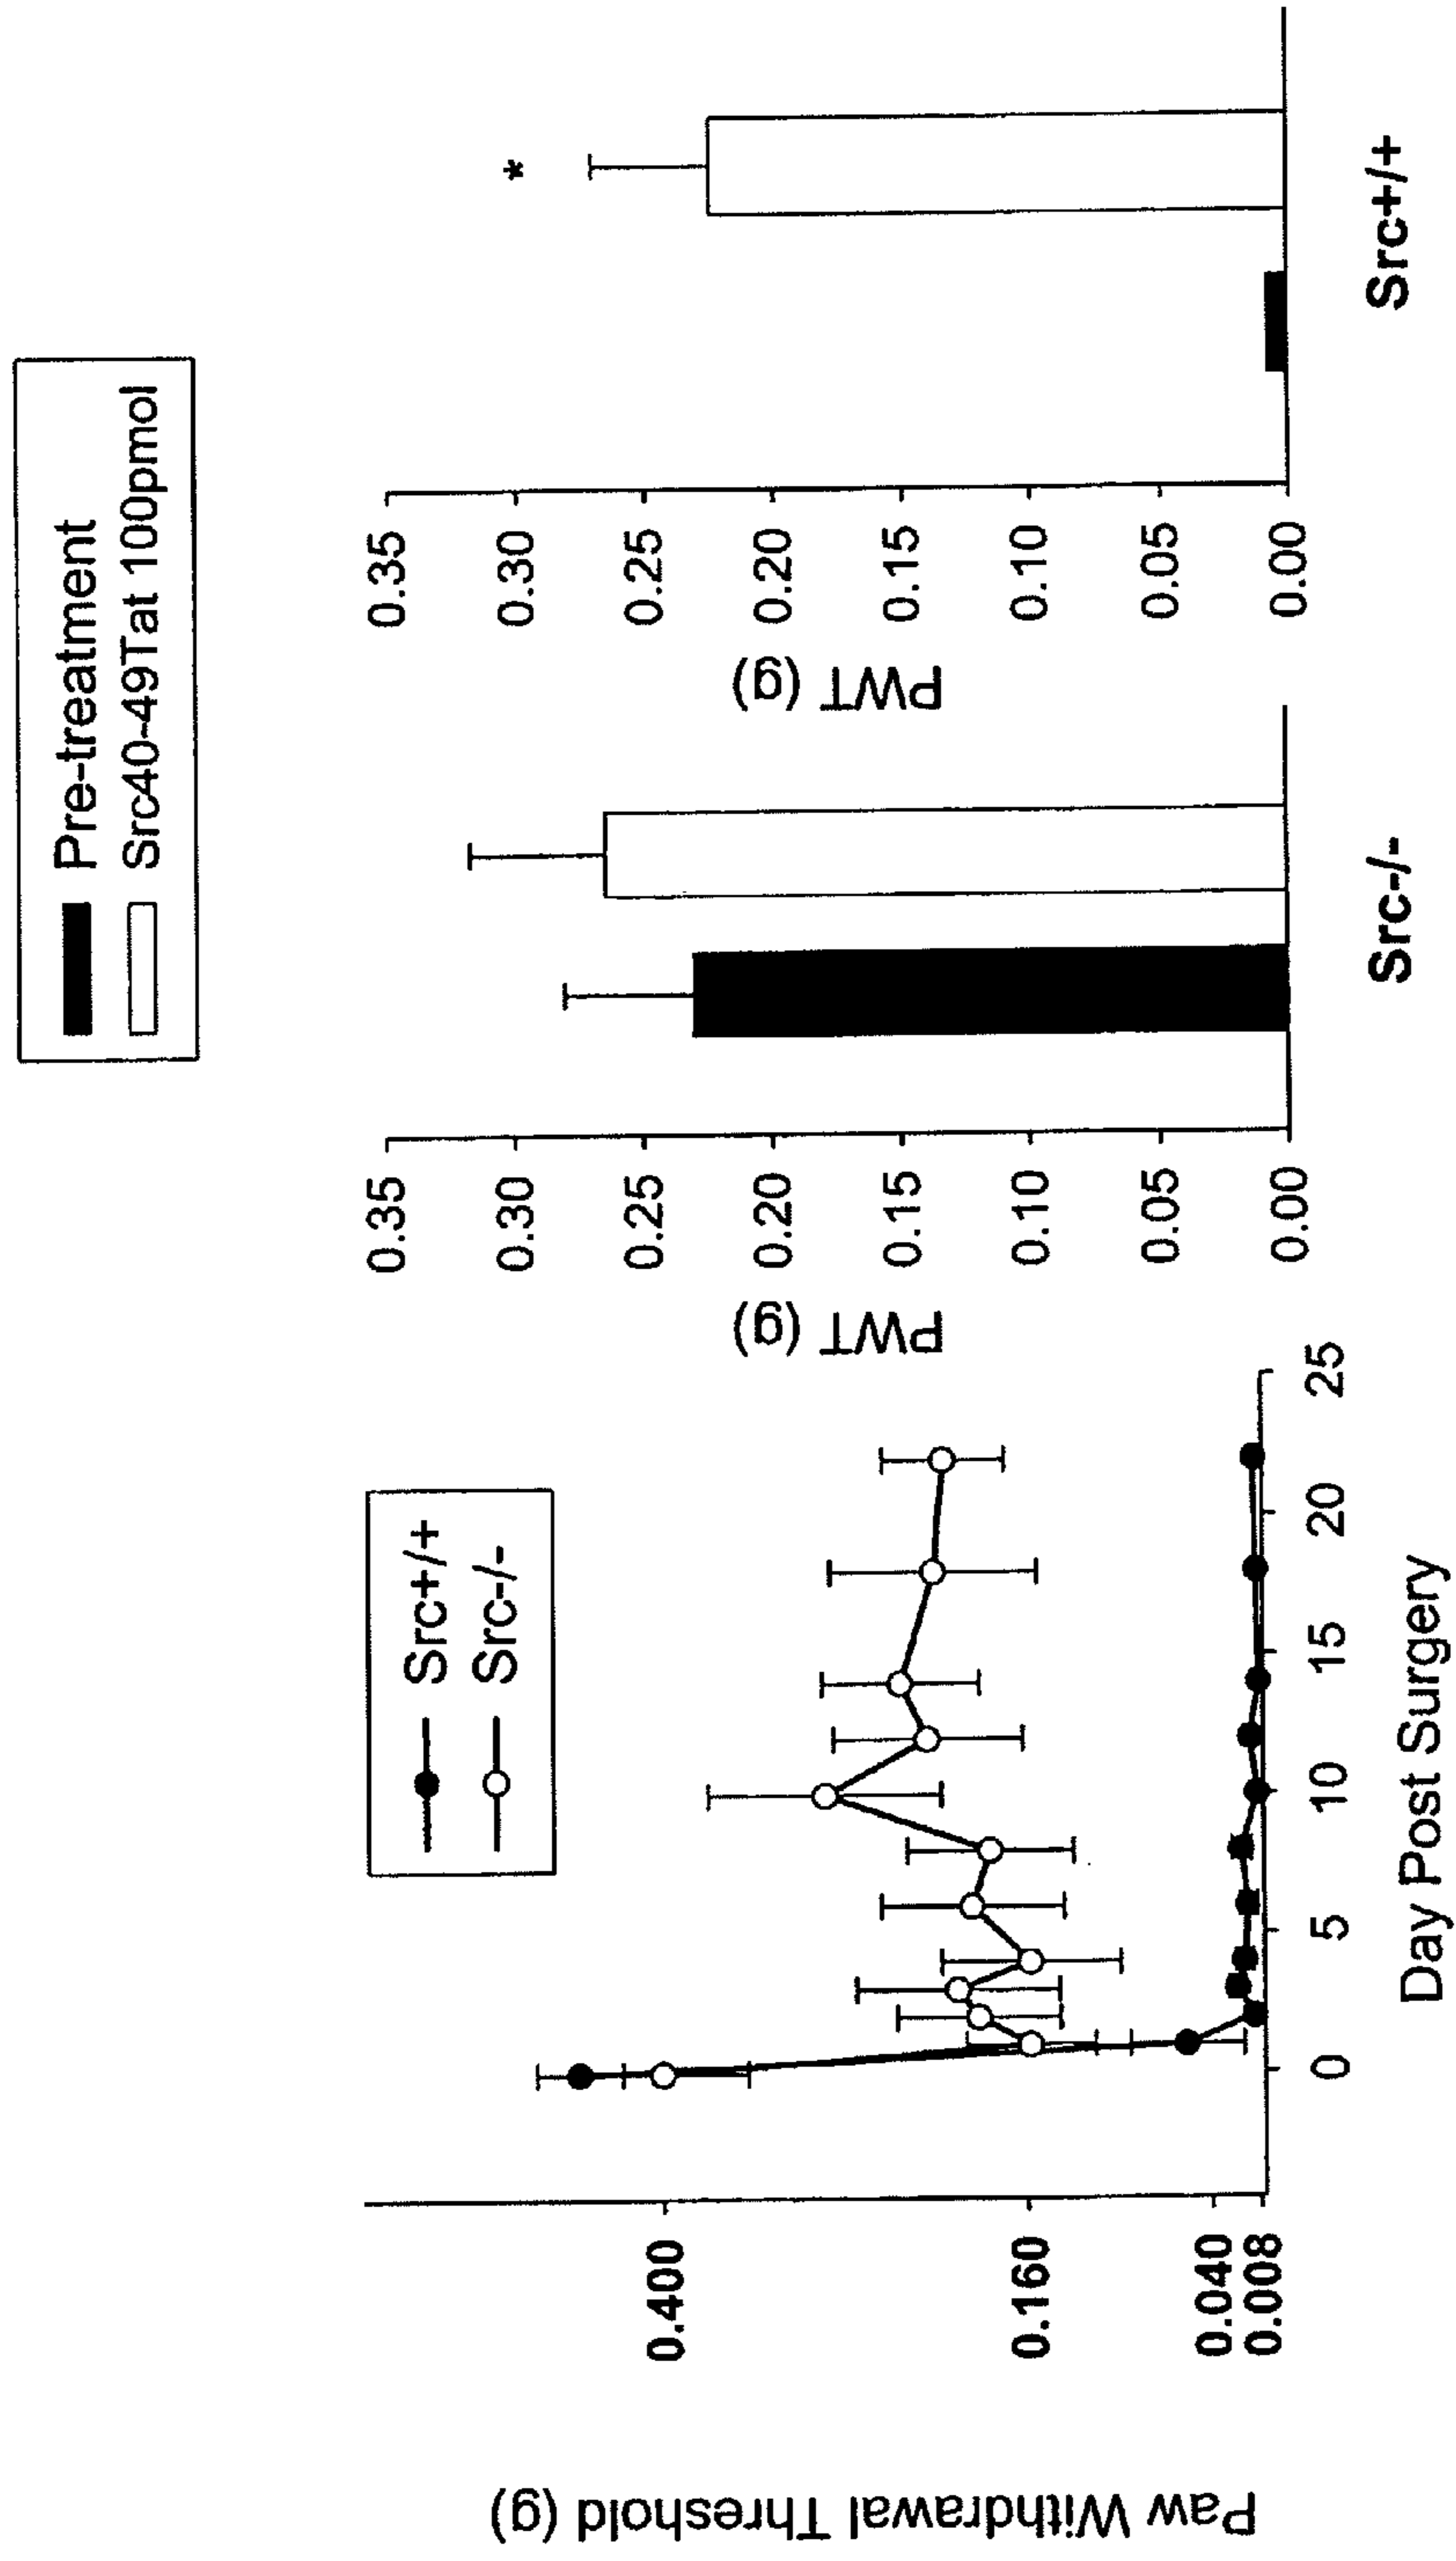 Pre-treatment
Src40-49Tat at 100pmol
Src+/+
Src-/-
Paw Withdrawal Threshold (g)
0.400
0.160
0.040
0.008
0 5 10 15 20 25
Day Post Surgery
PWT (g)
0.35
0.30
0.25
0.20
0.15
0.10
0.05
0.00
Src-/-
PWT (g)
0.35
0.30
0.25
0.20
0.15
0.10
0.05
0.00
*
Src+/+